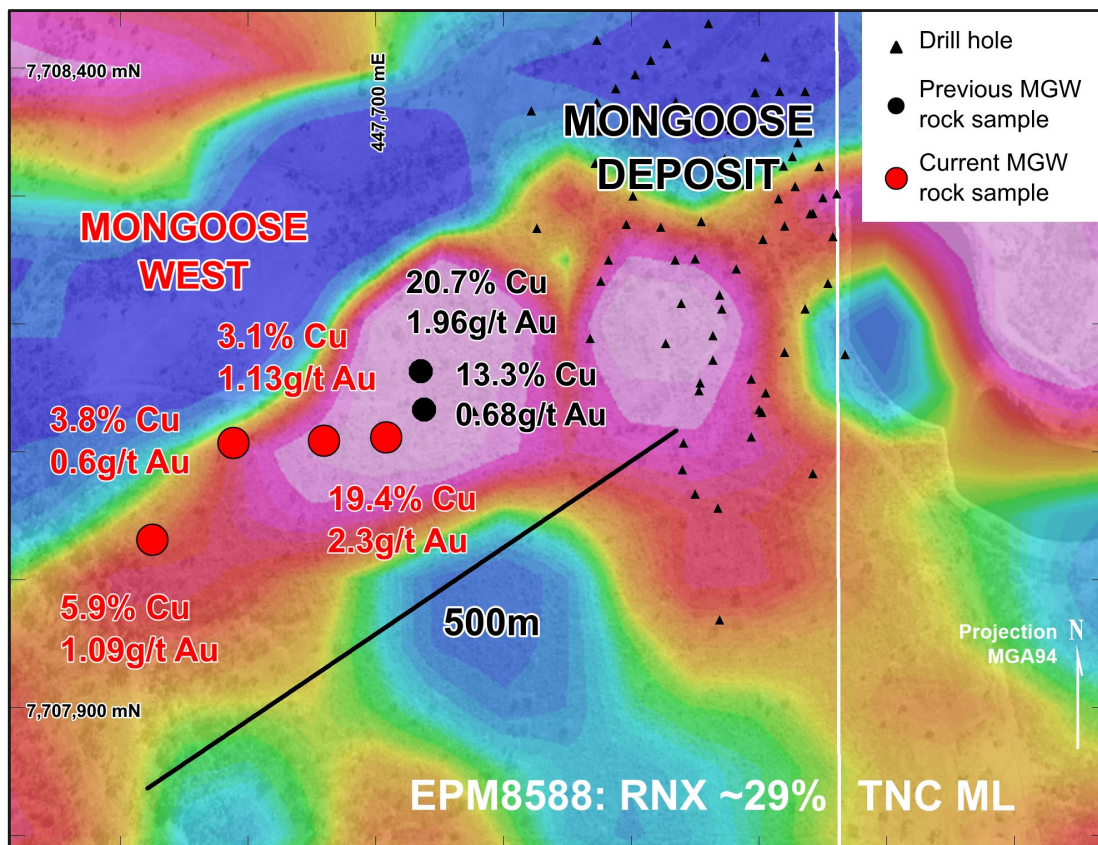 7,708,400 mN
447,700 mE
Drill hole
Previous MGW
rock sample
Current MGW
rock sample
MONGOOSE
DEPOSIT
MONGOOSE
WEST
20.7% Cu
1.96g/t Au
3.1% Cu
1.13g/t Au
13.3% Cu
0.68g/t Au
3.8% Cu
0.6g/t Au
19.4% Cu
2.3g/t Au
5.9% Cu
1.09g/t Au
500m
Projection
MGA94
N
7,707,900 mN
EPM8588: RNX ~29%
TNC ML